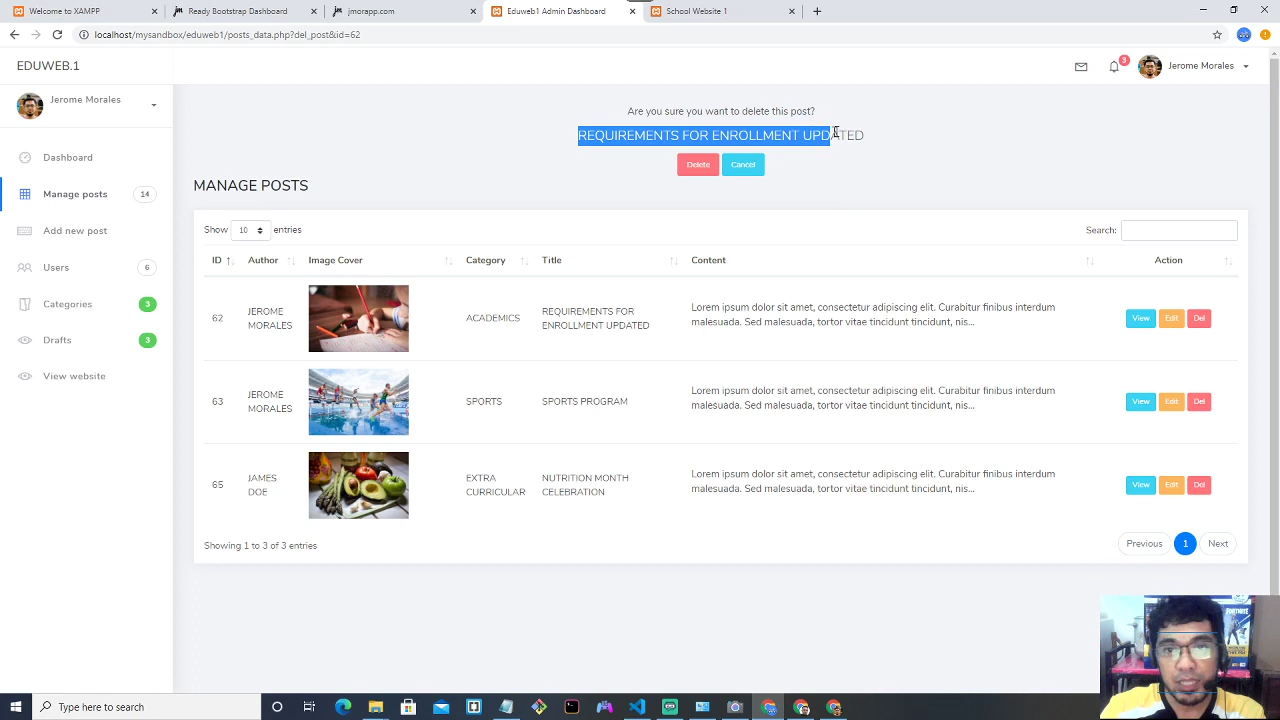 Welcome to XAMPP
Ready Bootstrap Dashboard
jmorapp.com
Eduweb1 Admin Dashboard
School Website 1
localhost/mysandbox/eduweb1/posts_data.php?del_post&id=62
EDUWEB.1
3
Jerome Morales
Jerome Morales
Dashboard
Manage posts 14
Add new post
Users 6
Categories 3
Drafts 3
View website
Are you sure you want to delete this post?
REQUIREMENTS FOR ENROLLMENT UPDATED
Delete Cancel
MANAGE POSTS
Show 10 entries
Search:
ID Author Image Cover Category Title Content Action
62 JEROME MORALES ACADEMICS REQUIREMENTS FOR ENROLLMENT UPDATED
Lorem ipsum dolor sit amet, consectetur adipiscing elit. Curabitur finibus interdum
malesuada. Sed malesuada, tortor vitae tincidunt tincidunt, nis...
View Edit Del
63 JEROME MORALES SPORTS SPORTS PROGRAM
Lorem ipsum dolor sit amet, consectetur adipiscing elit. Curabitur finibus interdum
malesuada. Sed malesuada, tortor vitae tincidunt tincidunt, nis...
View Edit Del
65 JAMES DOE EXTRA CURRICULAR NUTRITION MONTH CELEBRATION
Lorem ipsum dolor sit amet, consectetur adipiscing elit. Curabitur finibus interdum
malesuada. Sed malesuada, tortor vitae tincidunt tincidunt, nis...
View Edit Del
Showing 1 to 3 of 3 entries
Previous 1 Next
FORTNITE
Type here to search